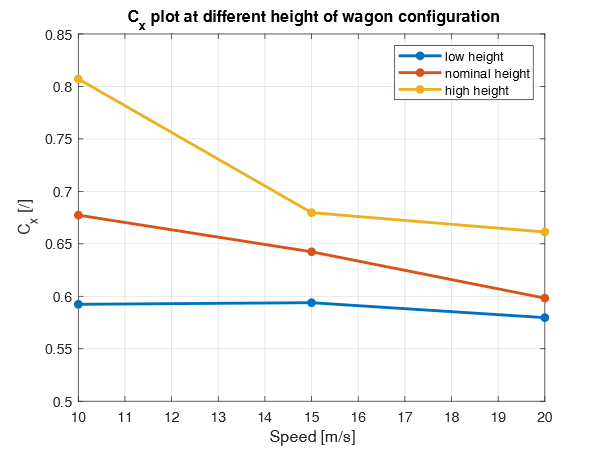 Cx plot at different height of wagon configuration
low height
nominal height
high height
0.85
0.8
0.75
0.7
0.65
0.6
0.55
0.5
Cx [/]
10 11 12 13 14 15 16 17 18 19 20
Speed [m/s]